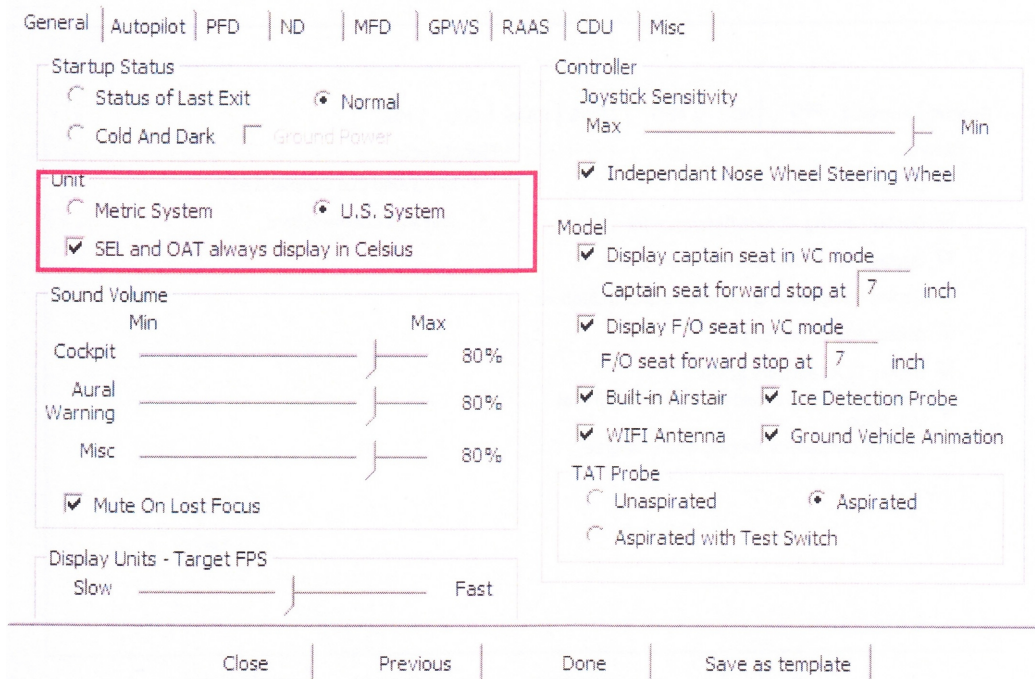 General Autopilot PFD ND MFD GPWS RAAS CDU Misc
Startup Status
Status of Last Exit Normal
Cold And Dark Ground Power
Unit
Metric System U.S. System
SEL and OAT always display in Celsius
Sound Volume
Min Max
Cockpit 80%
Aural
Warning 80%
Misc 80%
Mute On Lost Focus
Display Units - Target FPS
Slow Fast
Controller
Joystick Sensitivity
Max Min
Independant Nose Wheel Steering Wheel
Model
Display captain seat in VC mode
Captain seat forward stop at 7 inch
Display F/O seat in VC mode
F/O seat forward stop at 7 inch
Built-in Airstair Ice Detection Probe
WIFI Antenna Ground Vehicle Animation
TAT Probe
Unaspirated Aspirated
Aspirated with Test Switch
Close Previous Done Save as template